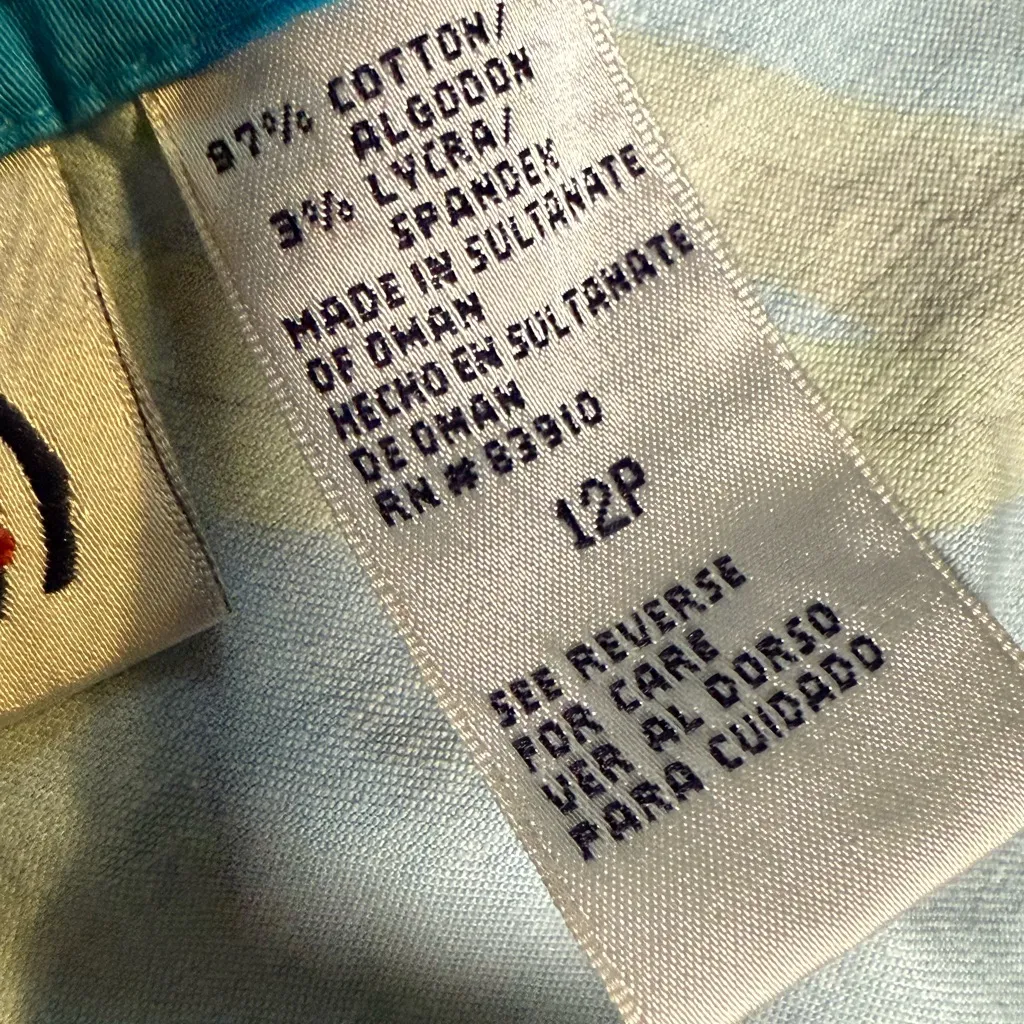 97% COTTON/
ALGODON
3% LYCRA/
SPANDEX
MADE IN SULTANATE
OF OMAN
HECHO EN SULTANATE
DE OMAN
RN # 83910
12P
SEE REVERSE
FOR CARE
VER AL DORSO
PARA CUIDADO